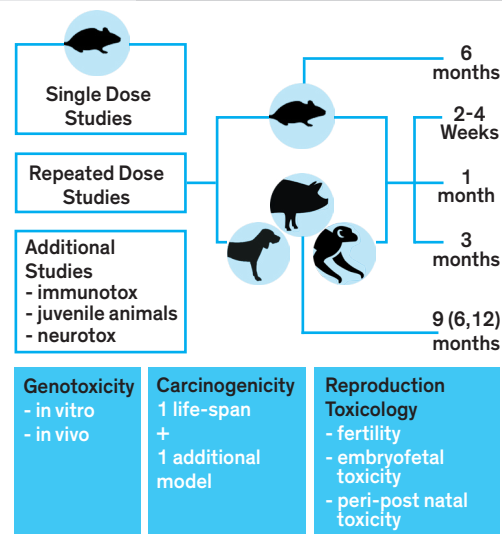 Single Dose
Studies
Repeated Dose
Studies
Additional
Studies
- immunotox
- juvenile animals
- neurotox
6
months
2-4
Weeks
1
month
3
months
9 (6,12)
months
Genotoxicity
- in vitro
- in vivo
Carcinogenicity
1 life-span
+
1 additional
model
Reproduction
Toxicology
- fertility
- embryofetal
toxicity
- peri-post natal
toxicity